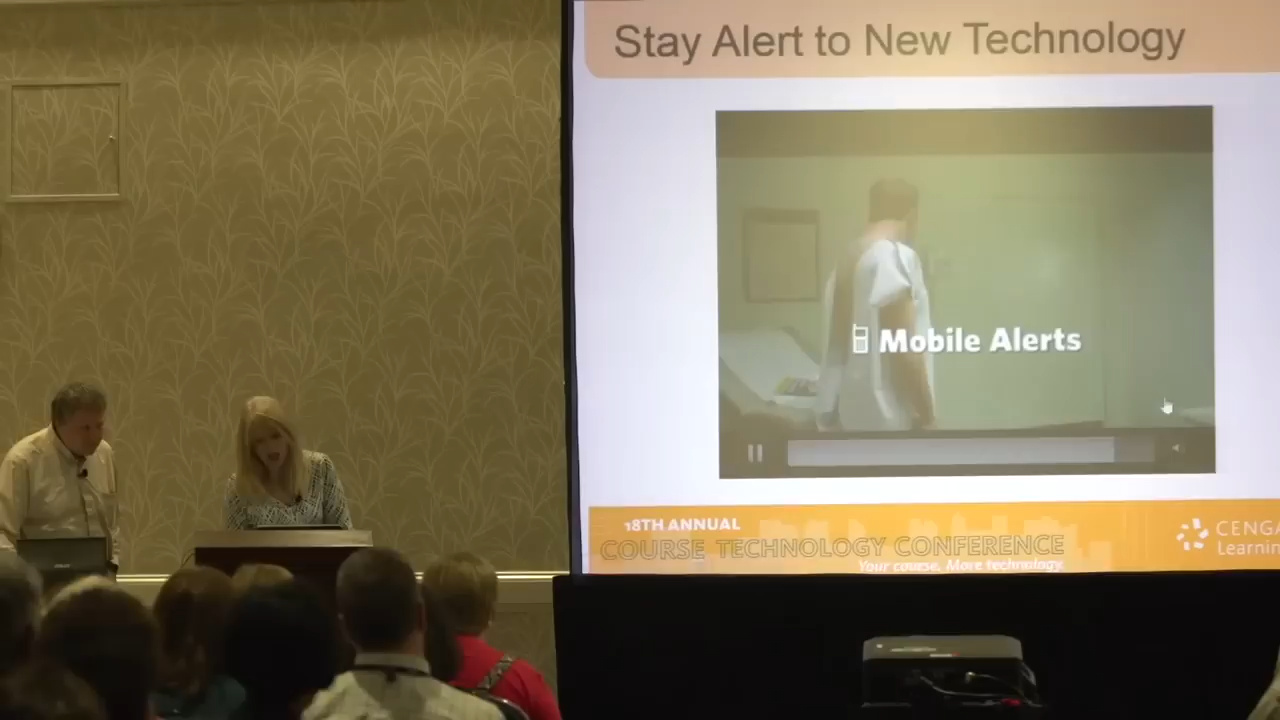 Stay Alert to New Technology
Mobile Alerts
18TH ANNUAL
COURSE TECHNOLOGY CONFERENCE
Your course. More technology.
CENGA
Learnin